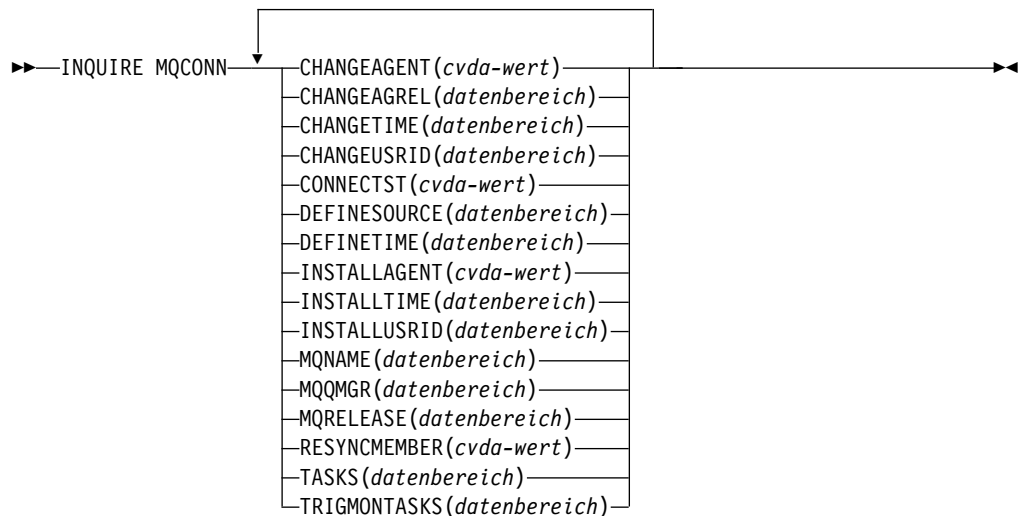 INQUIRE MQCONN CHANGEAGENT(cvda-wert)
CHANGEAGREL(datenbereich)
CHANGETIME(datenbereich)
CHANGEUSRID(datenbereich)
CONNECTST(cvda-wert)
DEFINESOURCE(datenbereich)
DEFINETIME(datenbereich)
INSTALLAGENT(cvda-wert)
INSTALLTIME(datenbereich)
INSTALLUSRID(datenbereich)
MQNAME(datenbereich)
MQQMGR(datenbereich)
MQRELEASE(datenbereich)
RESYNCMEMBER(cvda-wert)
TASKS(datenbereich)
TRIGMONTASKS(datenbereich)